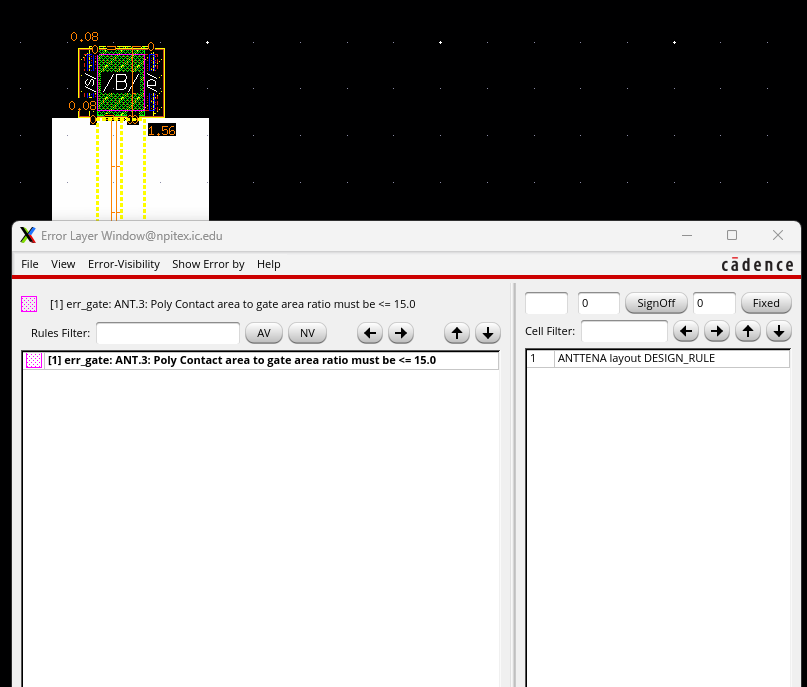 0.08
/S/ /B/ /D/
0.08
1.56
Error Layer Window@npitex.ic.edu
File View Error-Visibility Show Error by Help
cādence
[1] err_gate: ANT.3: Poly Contact area to gate area ratio must be <= 15.0
0 SignOff 0 Fixed
Rules Filter: AV NV
Cell Filter:
[1] err_gate: ANT.3: Poly Contact area to gate area ratio must be <= 15.0
1 ANTTENA layout DESIGN_RULE